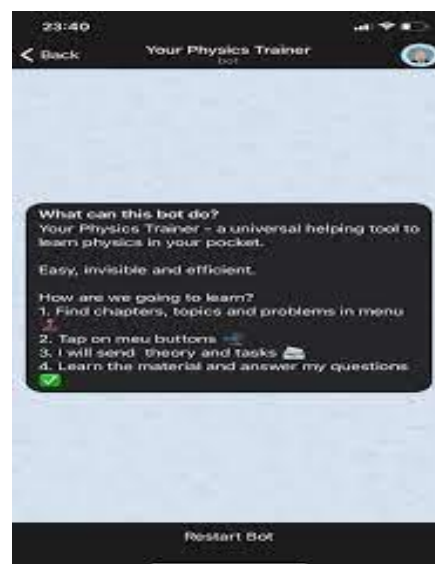 23:40
Back
Your Physics Trainer
bot
What can this bot do?
Your Physics Trainer – a universal helping tool to
learn physics in your pocket.
Easy, invisible and efficient.
How are we going to learn?
1. Find chapters, topics and problems in menu
2. Tap on meu buttons
3. I will send theory and tasks
4. Learn the material and answer my questions
Restart Bot